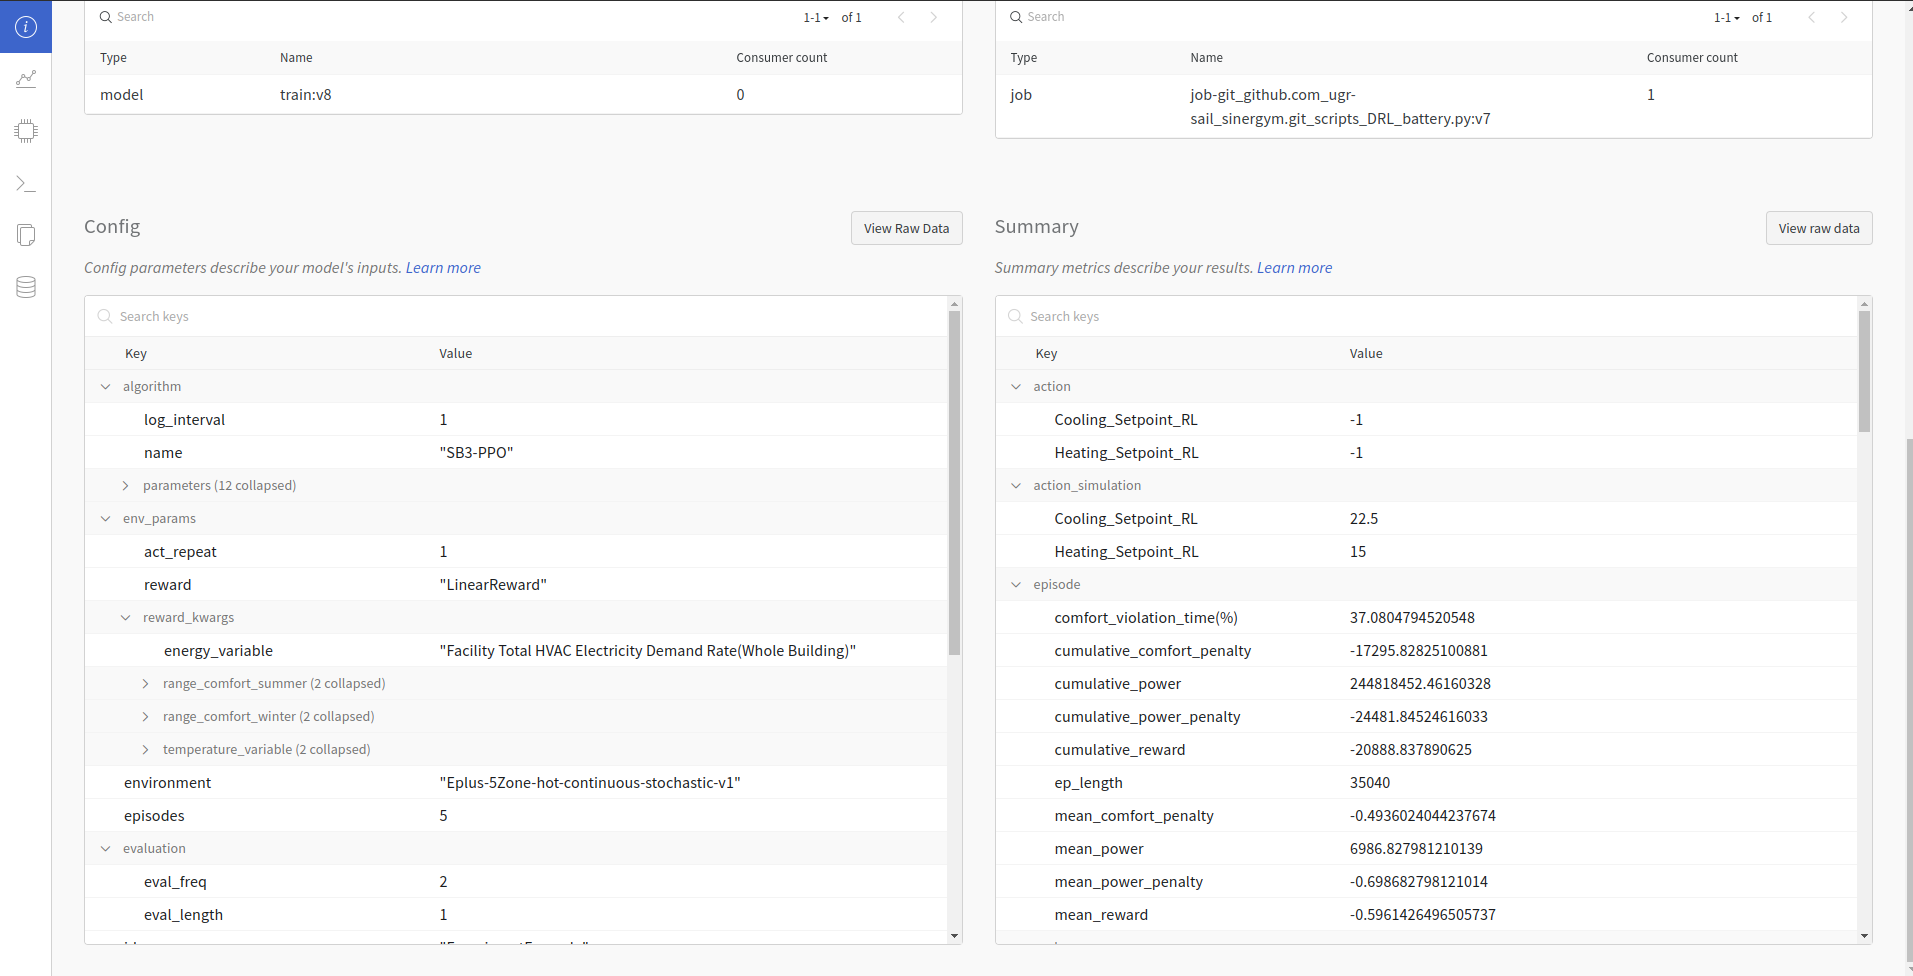 Search
1-1 of 1
Type Name Consumer count
model train:v8 0
Search
1-1 of 1
Type Name Consumer count
job job-git_github.com_ugr-
sail_sinergym.git_scripts_DRL_battery.py:v7 1
Config
View Raw Data
Config parameters describe your model's inputs. Learn more
Search keys
Key Value
algorithm
log_interval 1
name "SB3-PPO"
parameters (12 collapsed)
env_params
act_repeat 1
reward "LinearReward"
reward_kwargs
energy_variable "Facility Total HVAC Electricity Demand Rate(Whole Building)"
range_comfort_summer (2 collapsed)
range_comfort_winter (2 collapsed)
temperature_variable (2 collapsed)
environment "Eplus-5Zone-hot-continuous-stochastic-v1"
episodes 5
evaluation
eval_freq 2
eval_length 1
Summary
View raw data
Summary metrics describe your results. Learn more
Search keys
Key Value
action
Cooling_Setpoint_RL -1
Heating_Setpoint_RL -1
action_simulation
Cooling_Setpoint_RL 22.5
Heating_Setpoint_RL 15
episode
comfort_violation_time(%) 37.0804794520548
cumulative_comfort_penalty -17295.82825100881
cumulative_power 244818452.46160328
cumulative_power_penalty -24481.84524616033
cumulative_reward -20888.837890625
ep_length 35040
mean_comfort_penalty -0.4936024044237674
mean_power 6986.827981210139
mean_power_penalty -0.698682798121014
mean_reward -0.5961426496505737